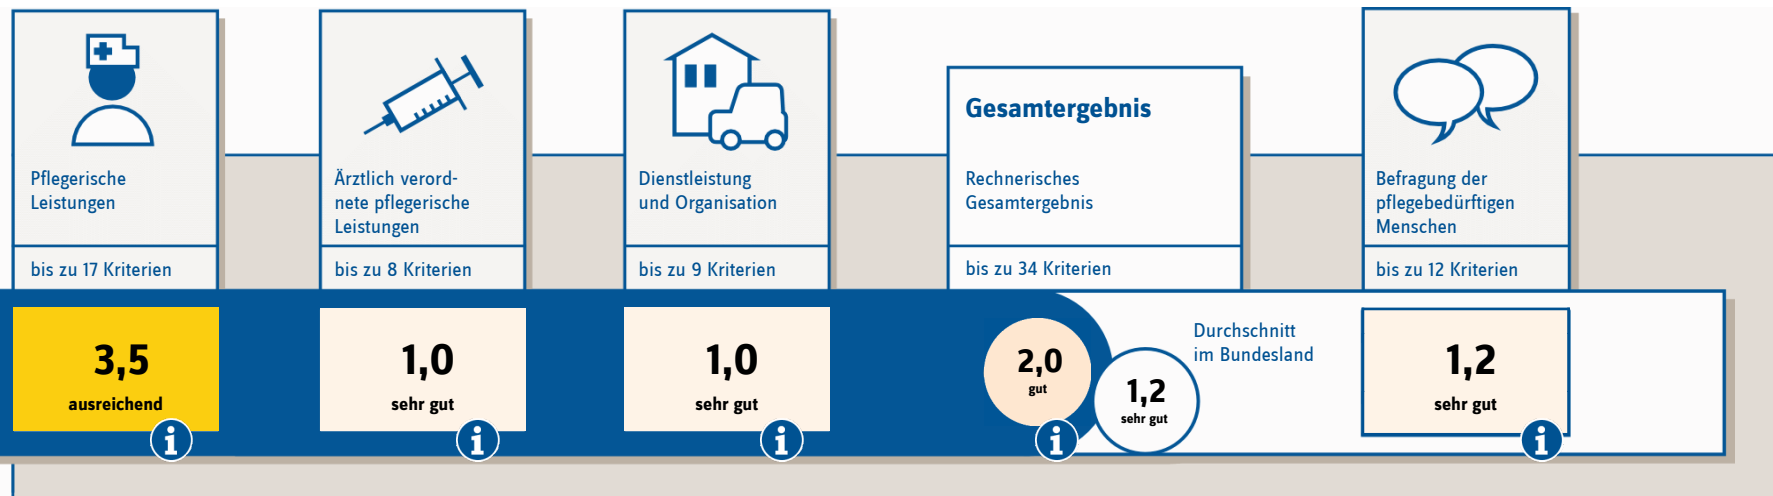 Pflegerische
Leistungen
bis zu 17 Kriterien
3,5
ausreichend
i
Ärztlich verord-
nete pflegerische
Leistungen
bis zu 8 Kriterien
1,0
sehr gut
i
Dienstleistung
und Organisation
bis zu 9 Kriterien
1,0
sehr gut
i
Gesamtergebnis
Rechnerisches
Gesamtergebnis
bis zu 34 Kriterien
2,0
gut
i
1,2
sehr gut
Durchschnitt
im Bundesland
Befragung der
pflegebedürftigen
Menschen
bis zu 12 Kriterien
1,2
sehr gut
i